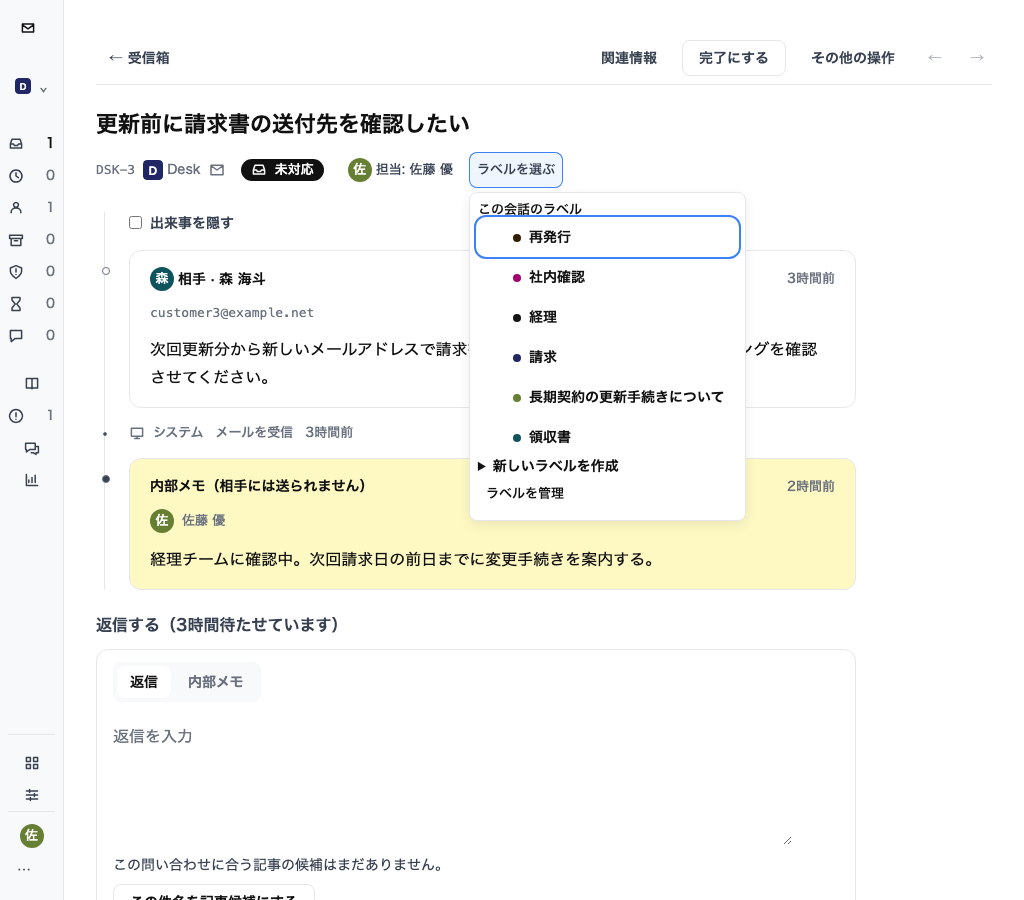 ← 受信箱
関連情報
完了にする
その他の操作
←
→
D
1
0
1
0
0
0
0
1
更新前に請求書の送付先を確認したい
DSK-3 D Desk
未対応
佐 担当: 佐藤 優
ラベルを選ぶ
この会話のラベル
再発行
社内確認
経理
請求
長期契約の更新手続きについて
領収書
▶ 新しいラベルを作成
ラベルを管理
出来事を隠す
森 相手 · 森 海斗
3時間前
customer3@example.net
次回更新分から新しいメールアドレスで請求
グを確認
させてください。
システム メールを受信 3時間前
内部メモ（相手には送られません）
2時間前
佐 佐藤 優
経理チームに確認中。次回請求日の前日までに変更手続きを案内する。
返信する（3時間待たせています）
返信
内部メモ
返信を入力
この問い合わせに合う記事の候補はまだありません。
この件名を記事候補にする
佐
…